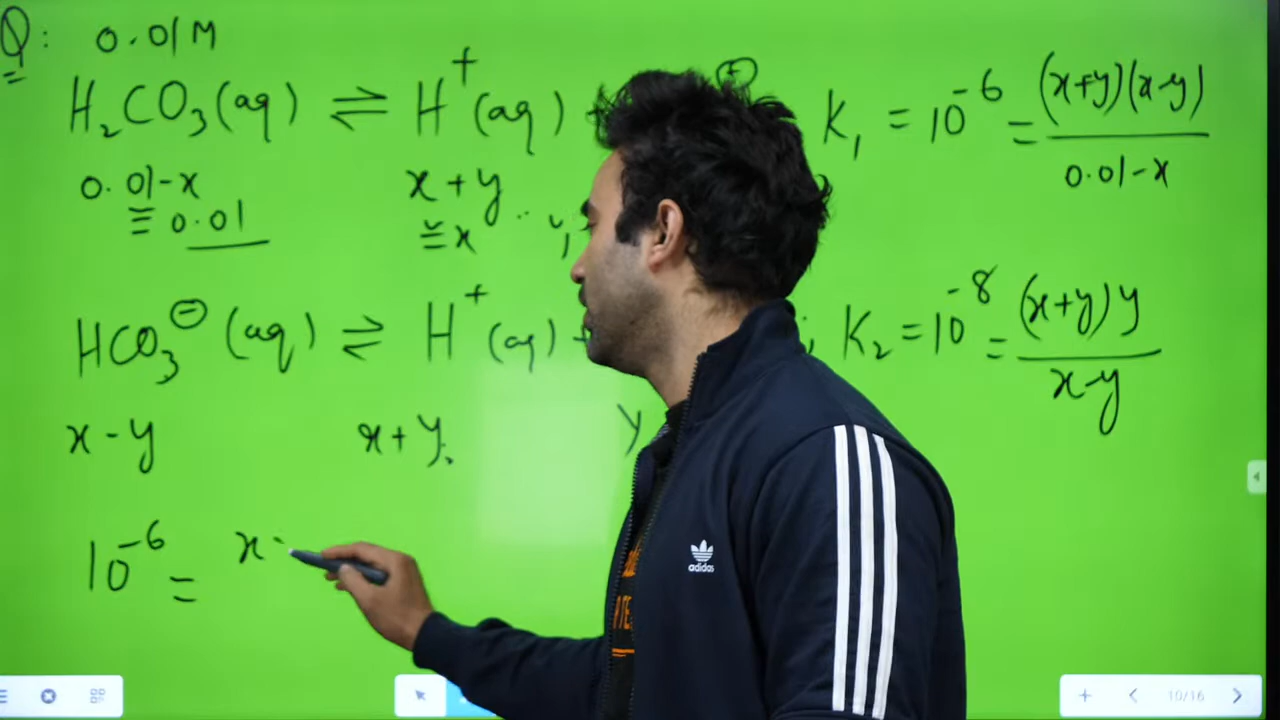 Q: 0.01 M
H₂CO₃(aq) ⇌ H⁺(aq) + K₁ = 10⁻⁶ = (x+y)(x-y) / 0.01-x
0.01-x x+y
≅ 0.01 ≅ x
HCO₃⊖(aq) ⇌ H⁺(aq) + ; K₂ = 10⁻⁸ = (x+y)y / x-y
x-y x+y y
10⁻⁶ = x
adidas
10/16